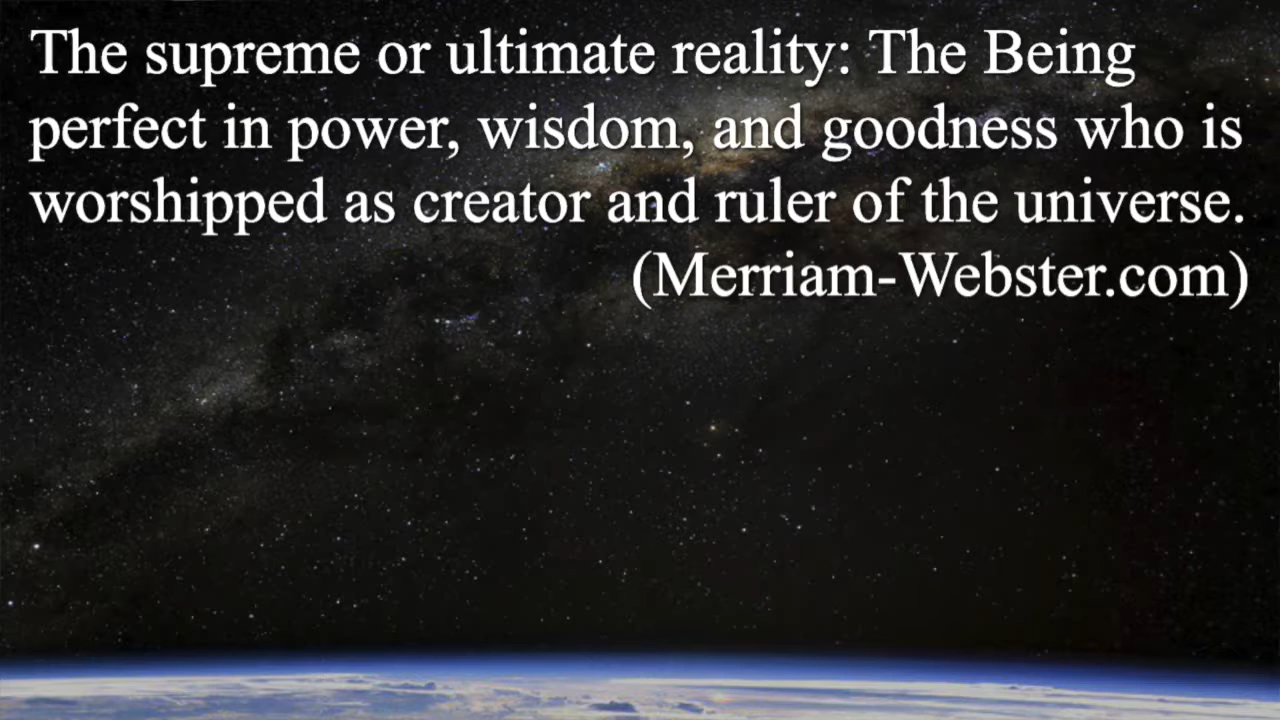 The supreme or ultimate reality: The Being
perfect in power, wisdom, and goodness who is
worshipped as creator and ruler of the universe.
(Merriam-Webster.com)